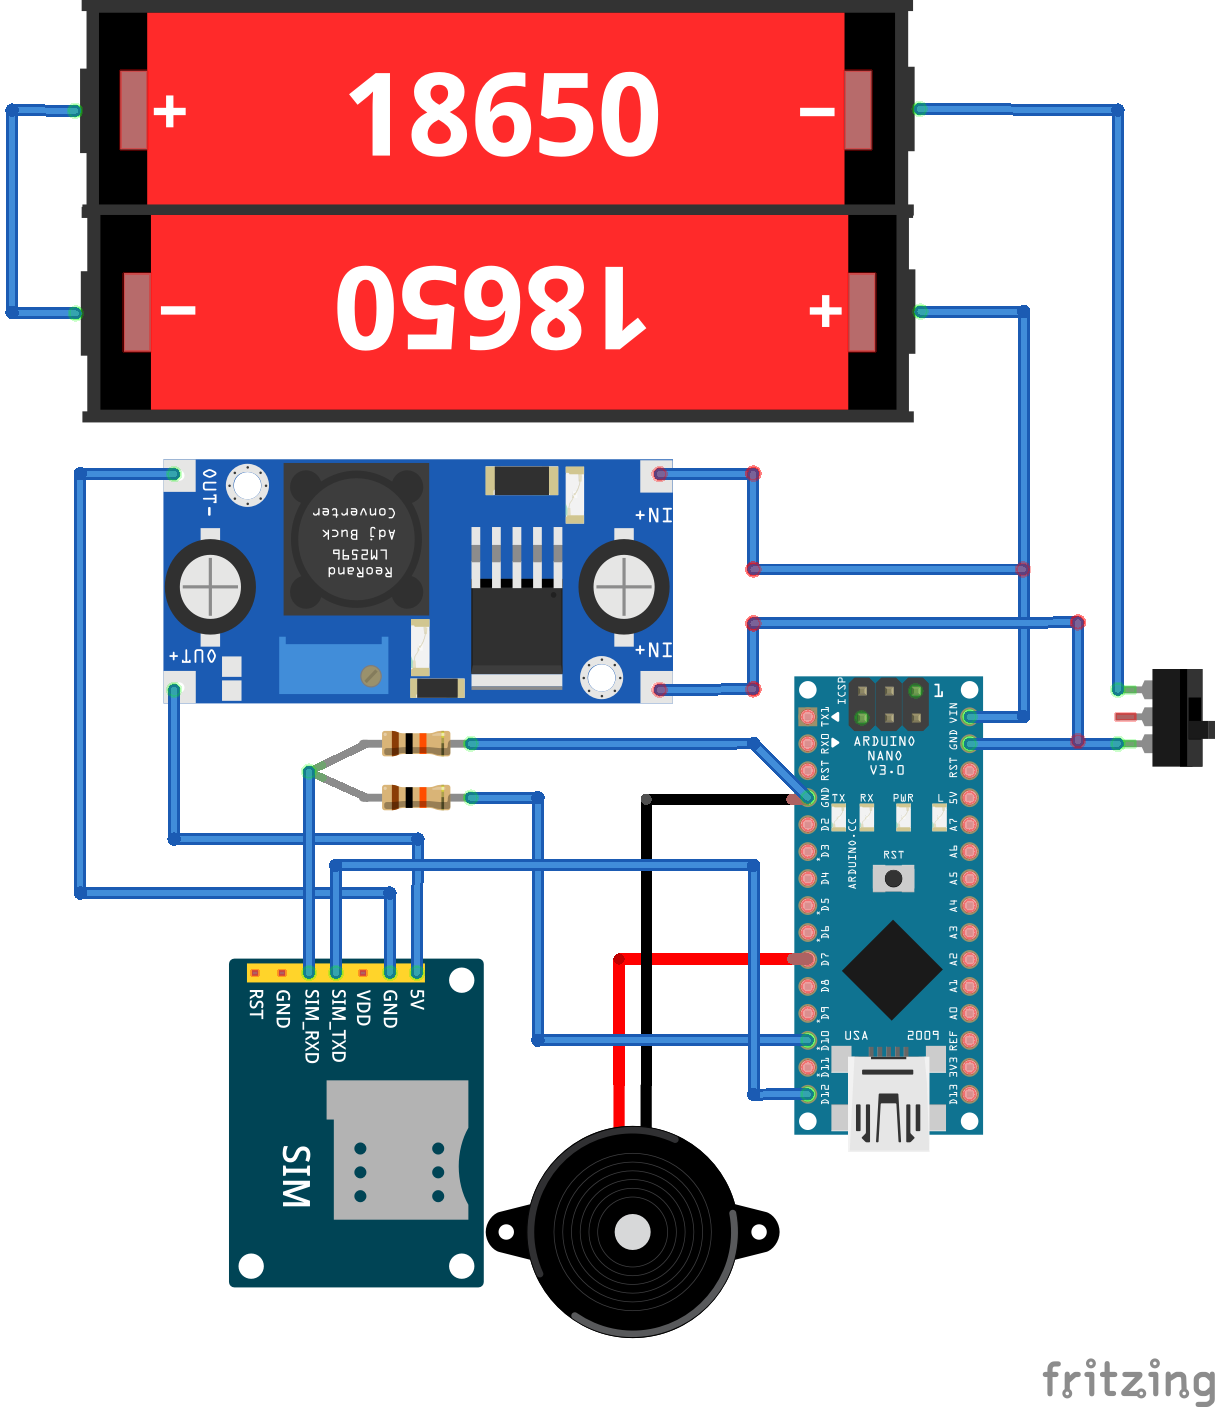 + 18650 −
− 18650 +
OUT-
Converter
Adj Buck
LM2596
ReoRand
IN+
IN+
OUT+
ICSP
1
TX1
RX0
RST
GND
D2
D3
D4
D5
D6
D7
D8
D9
D10
D11
D12
ARDUINO
NANO
V3.0
TX
RX
PWR
L
ARDUINO.CC
RST
USA
2009
VIN
GND
RST
5V
A7
A6
A5
A4
A3
A2
A1
A0
REF
3V3
D13
RST
GND
SIM_RXD
SIM_TXD
VDD
GND
5V
SIM
fritzing